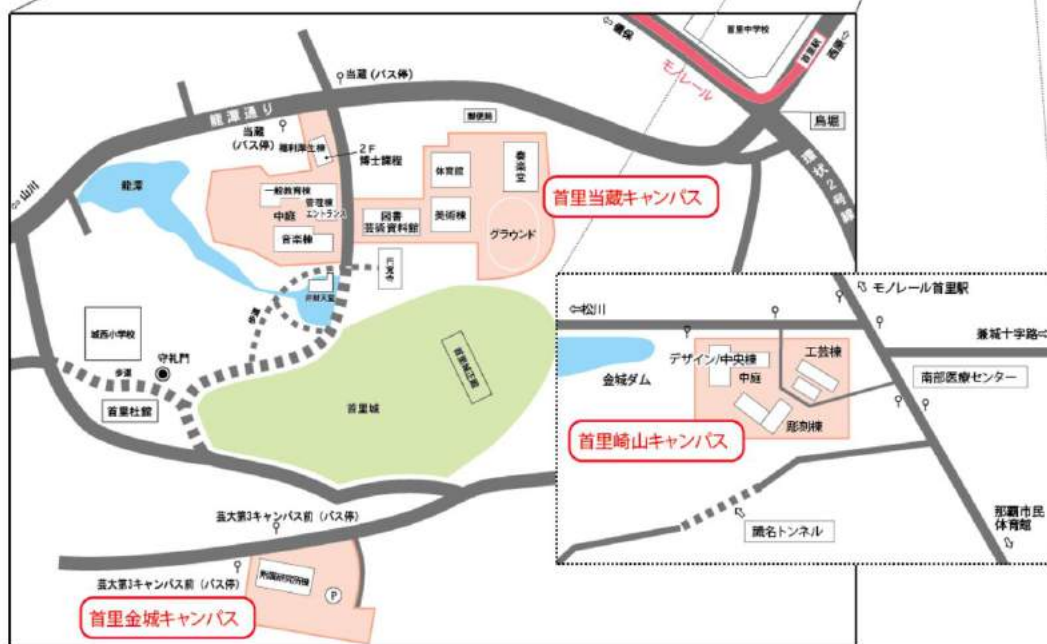 ⇦儀保
首里中学校
首里駅
西原⇨
モノレール
当蔵(バス停)
龍潭通り
当蔵
(バス停)
福利厚生棟
2F
博士課程
郵便局
鳥堀
環状2号線
⇦山川
龍潭
一般教育棟
管理棟
エントランス
中庭
音楽棟
体育館
奏楽堂
図書
芸術資料館
美術棟
グラウンド
首里当蔵キャンパス
円覚寺
弁財天堂
歩道
城西小学校
守礼門
歩道
首里杜館
首里城
首里城正殿
モノレール首里駅
⇦松川
兼城十字路⇨
デザイン/中央棟
工芸棟
金城ダム
中庭
南部医療センター
彫刻棟
首里崎山キャンパス
識名トンネル
那覇市民
体育館
芸大第3キャンパス前(バス停)
芸大第3キャンパス前(バス停)
附属研究所棟
P
首里金城キャンパス